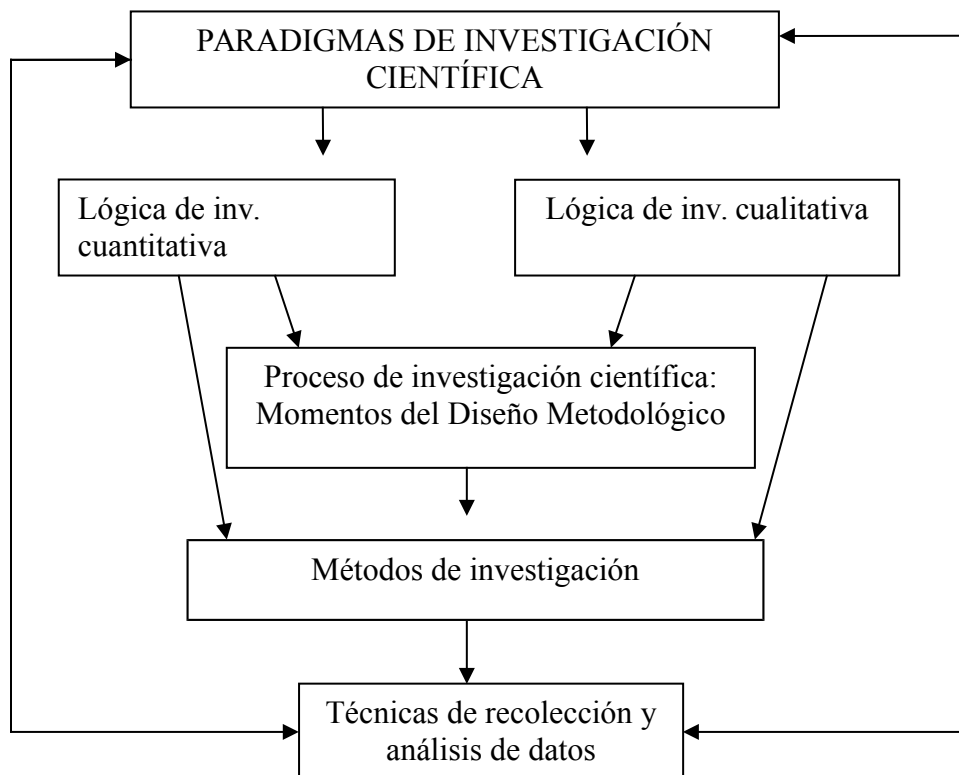 PARADIGMAS DE INVESTIGACIÓN
CIENTÍFICA
Lógica de inv.
cuantitativa
Lógica de inv. cualitativa
Proceso de investigación científica:
Momentos del Diseño Metodológico
Métodos de investigación
Técnicas de recolección y
análisis de datos